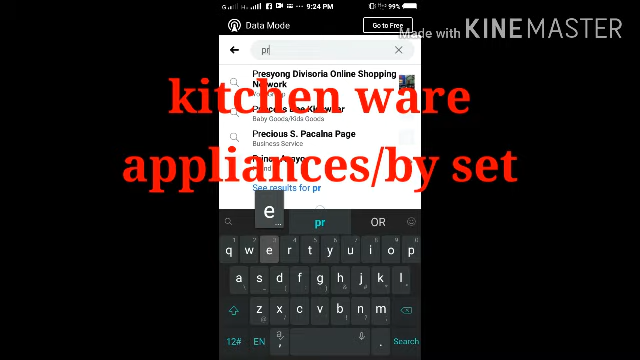 9:24 PM
99%
Data Mode
Go to Free
Made with KINEMASTER
pr
Presyong Divisoria Online Shopping
Network
kitchen ware
Baby Goods/Kids Goods
Precious S. Pacalna Page
Business Service
appliances/by set
See results for pr
e
pr
OR
q w e r t y u i o p
a s d f g h j k l
z x c v b n m
12# EN . Search